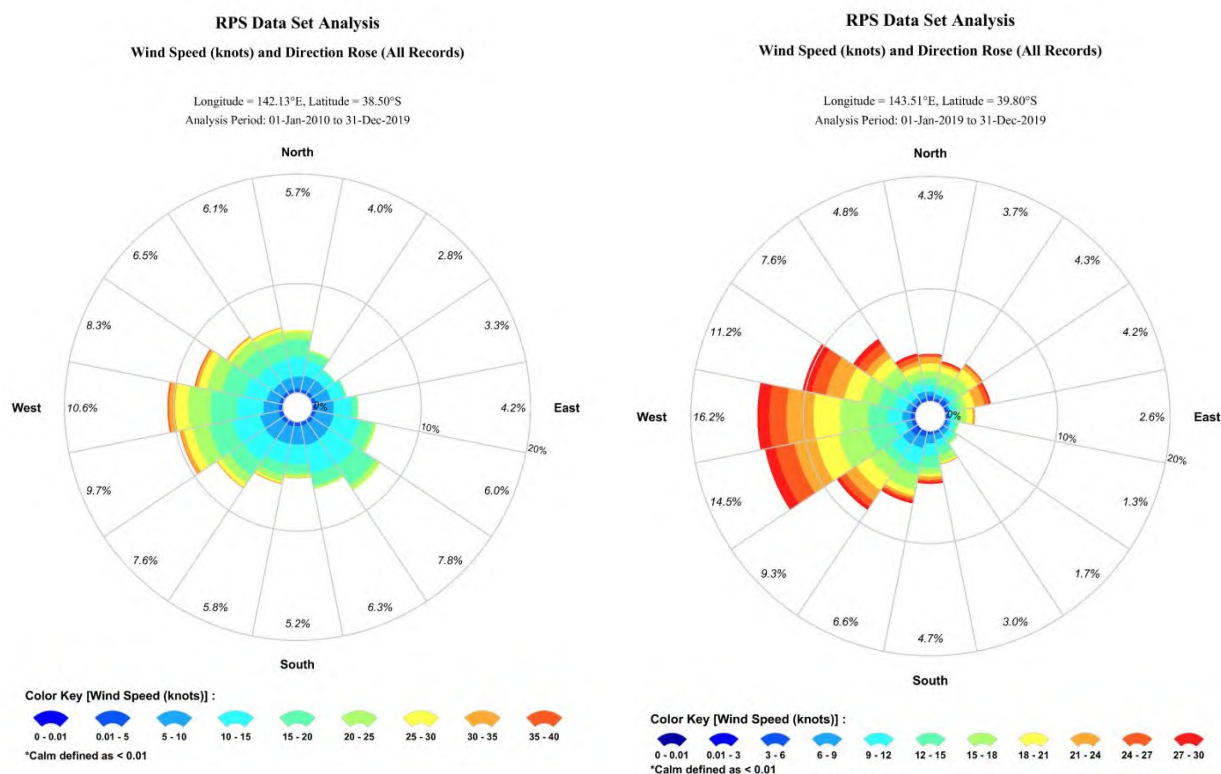 RPS Data Set Analysis
Wind Speed (knots) and Direction Rose (All Records)
Longitude = 142.13°E, Latitude = 38.50°S
Analysis Period: 01-Jan-2010 to 31-Dec-2019
North
5.7%
6.1% 4.0%
6.5% 2.8%
8.3% 3.3%
West 10.6% 0% 4.2% East
10%
20%
9.7% 6.0%
7.6% 7.8%
5.8% 6.3%
5.2%
South
Color Key [Wind Speed (knots)] :
0 - 0.01 0.01 - 5 5 - 10 10 - 15 15 - 20 20 - 25 25 - 30 30 - 35 35 - 40
*Calm defined as < 0.01
RPS Data Set Analysis
Wind Speed (knots) and Direction Rose (All Records)
Longitude = 143.51°E, Latitude = 39.80°S
Analysis Period: 01-Jan-2019 to 31-Dec-2019
North
4.3%
4.8% 3.7%
7.6% 4.3%
11.2% 4.2%
West 16.2% 0% 2.6% East
10%
20%
14.5% 1.3%
9.3% 1.7%
6.6% 3.0%
4.7%
South
Color Key [Wind Speed (knots)] :
0 - 0.01 0.01 - 3 3 - 6 6 - 9 9 - 12 12 - 15 15 - 18 18 - 21 21 - 24 24 - 27 27 - 30
*Calm defined as < 0.01